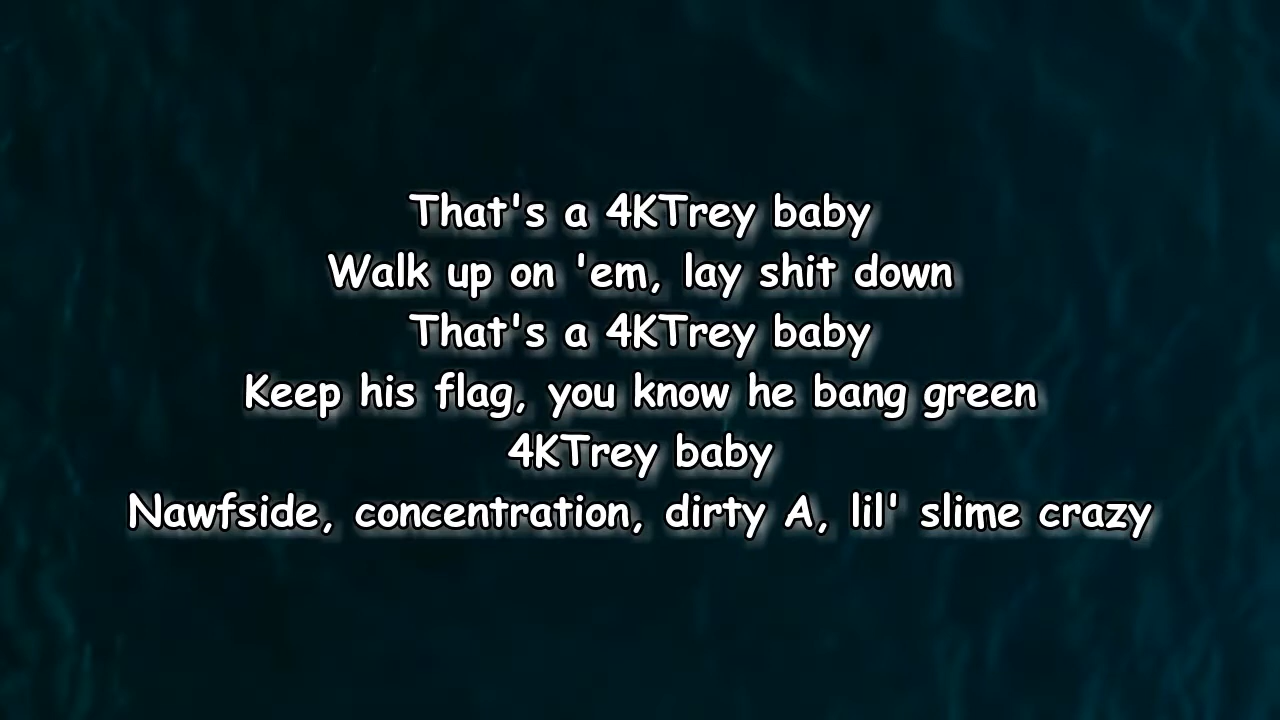 That's a 4KTrey baby
Walk up on 'em, lay shit down
That's a 4KTrey baby
Keep his flag, you know he bang green
4KTrey baby
Nawfside, concentration, dirty A, lil' slime crazy